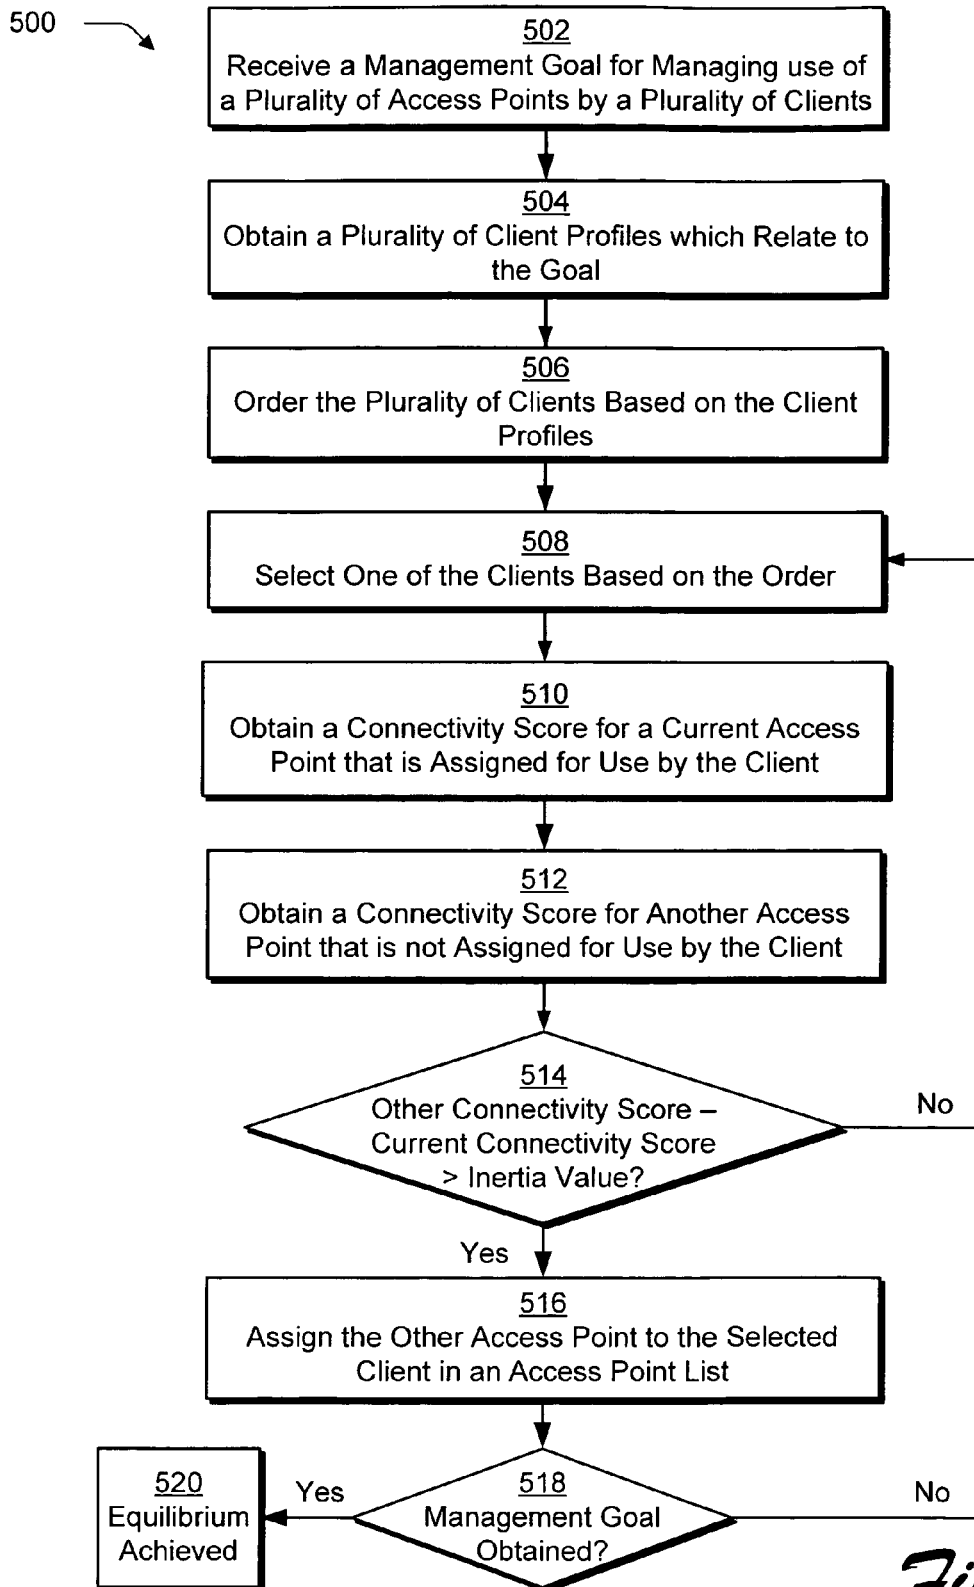 500
502
Receive a Management Goal for Managing use of
a Plurality of Access Points by a Plurality of Clients
504
Obtain a Plurality of Client Profiles which Relate to
the Goal
506
Order the Plurality of Clients Based on the Client
Profiles
508
Select One of the Clients Based on the Order
510
Obtain a Connectivity Score for a Current Access
Point that is Assigned for Use by the Client
512
Obtain a Connectivity Score for Another Access
Point that is not Assigned for Use by the Client
514
Other Connectivity Score –
Current Connectivity Score
> Inertia Value?
No
Yes
516
Assign the Other Access Point to the Selected
Client in an Access Point List
518
Management Goal
Obtained?
No
Yes
520
Equilibrium
Achieved